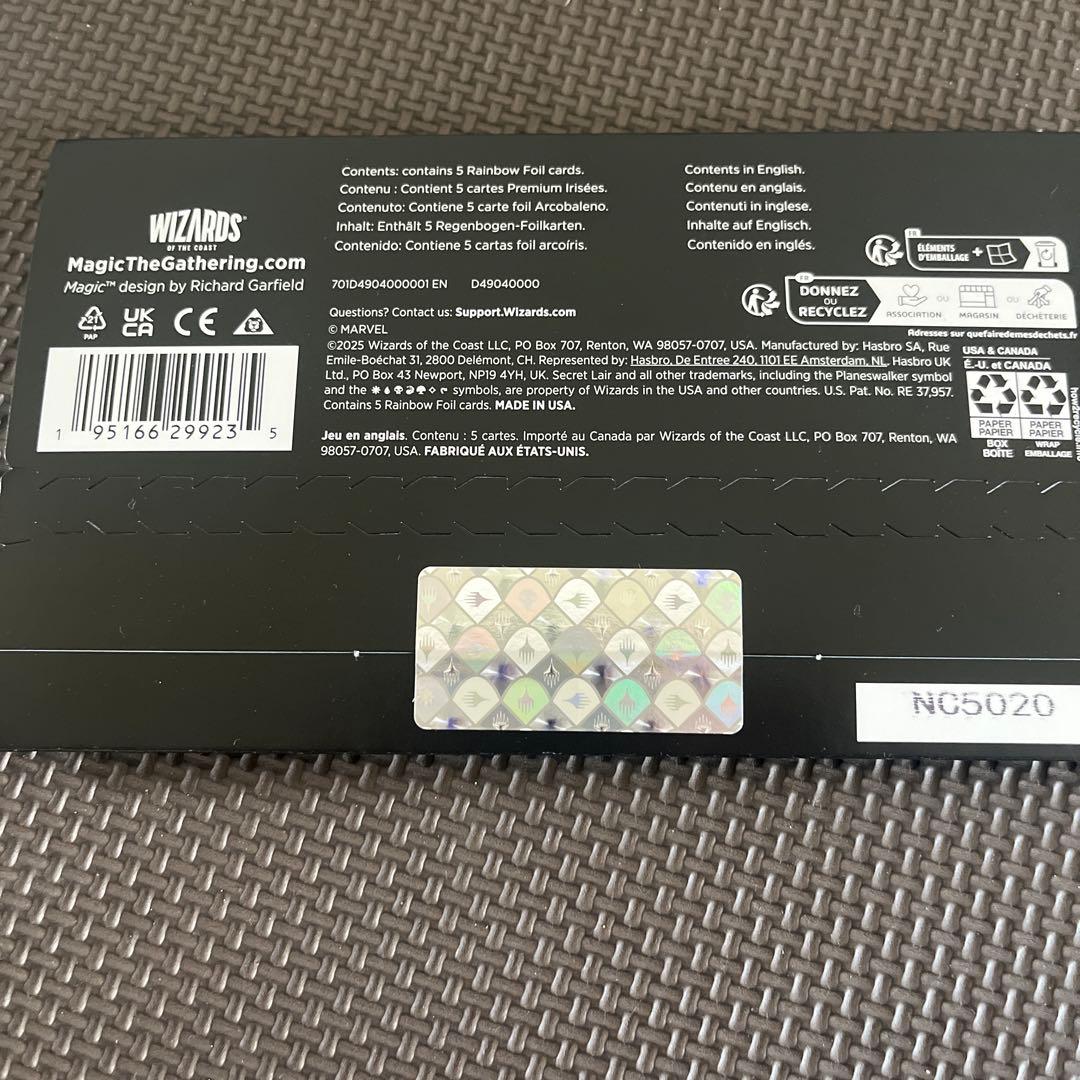 WIZARDS
OF THE COAST
MagicTheGathering.com
Magic™ design by Richard Garfield
21
PAP
UK
CA
CE
1 95166 29923 5
Contents: contains 5 Rainbow Foil cards.
Contenu : Contient 5 cartes Premium Irisées.
Contenuto: Contiene 5 carte foil Arcobaleno.
Inhalt: Enthält 5 Regenbogen-Foilkarten.
Contenido: Contiene 5 cartas foil arcoíris.
Contents in English.
Contenu en anglais.
Contenuti in inglese.
Inhalte auf Englisch.
Contenido en inglés.
701D4904000001 EN D49040000
Questions? Contact us: Support.Wizards.com
© MARVEL
©2025 Wizards of the Coast LLC, PO Box 707, Renton, WA 98057-0707, USA. Manufactured by: Hasbro SA, Rue
Emile-Boéchat 31, 2800 Delémont, CH. Represented by: Hasbro, De Entree 240, 1101 EE Amsterdam, NL. Hasbro UK
Ltd., PO Box 43 Newport, NP19 4YH, UK. Secret Lair and all other trademarks, including the Planeswalker symbol
and the symbols, are property of Wizards in the USA and other countries. U.S. Pat. No. RE 37,957.
Contains 5 Rainbow Foil cards. MADE IN USA.
Jeu en anglais. Contenu : 5 cartes. Importé au Canada par Wizards of the Coast LLC, PO Box 707, Renton, WA
98057-0707, USA. FABRIQUÉ AUX ÉTATS-UNIS.
FR
ÉLÉMENTS
D'EMBALLAGE +
FR
DONNEZ
OU
RECYCLEZ
ASSOCIATION OU MAGASIN OU DÉCHÈTERIE
Adresses sur quefairedemesdechets.fr
USA & CANADA
É.-U. et CANADA
PAPER
PAPIER
BOX
BOÎTE
PAPER
PAPIER
WRAP
EMBALLAGE
how2recycle.info
NC5020